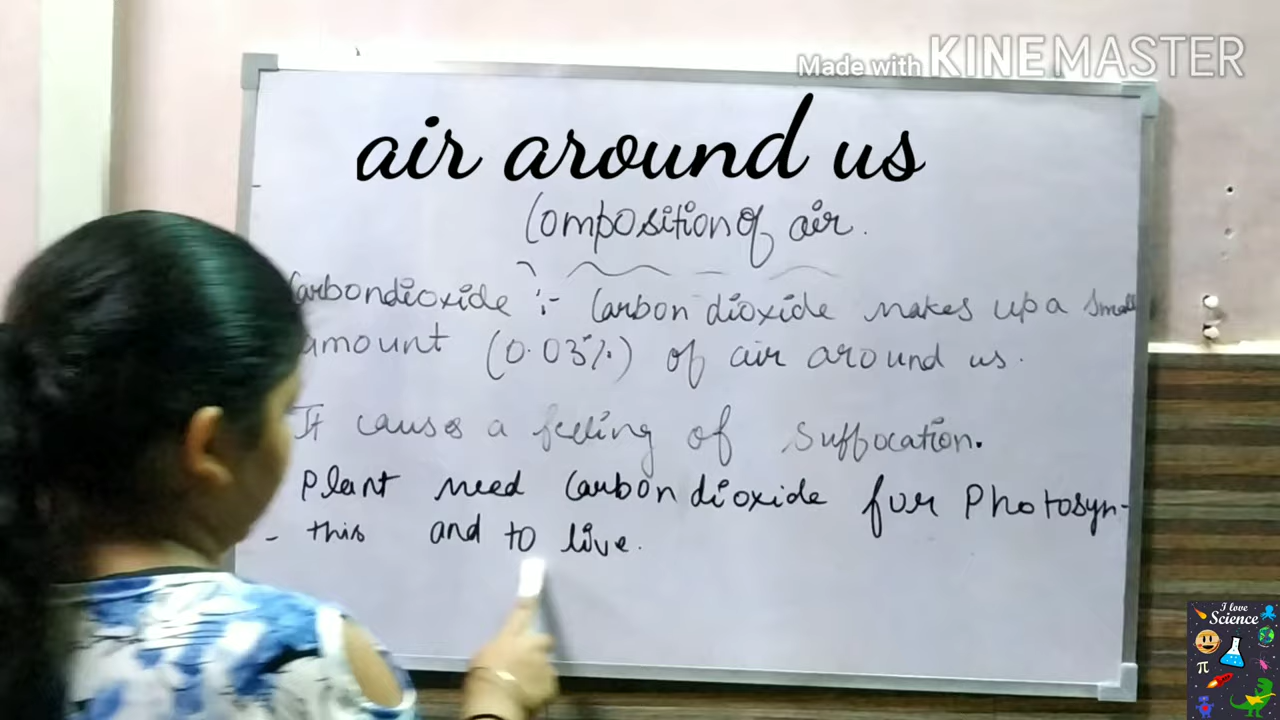 Made with KINEMASTER
air around us
Composition of air.
Carbondioxide :- Carbon dioxide makes up a small
amount (0.03%) of air around us.
It causes a feeling of suffocation.
Plant need Carbon dioxide for Photosyn-
- this and to live.
I love
Science
π